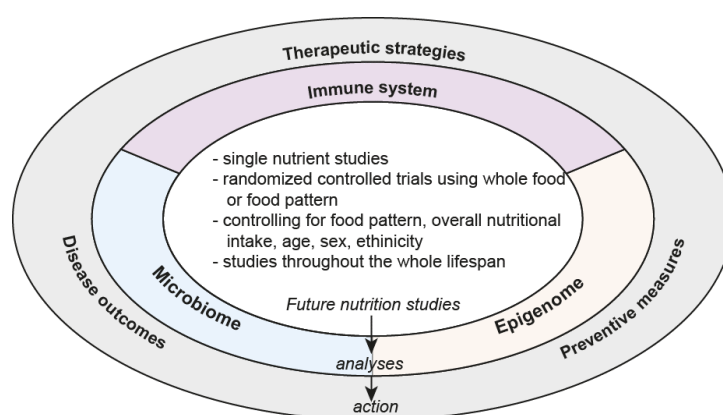 Therapeutic strategies
Immune system
- single nutrient studies
- randomized controlled trials using whole food
or food pattern
- controlling for food pattern, overall nutritional
intake, age, sex, ethinicity
- studies throughout the whole lifespan
Disease outcomes
Microbiome
Future nutrition studies
Epigenome
Preventive measures
analyses
action